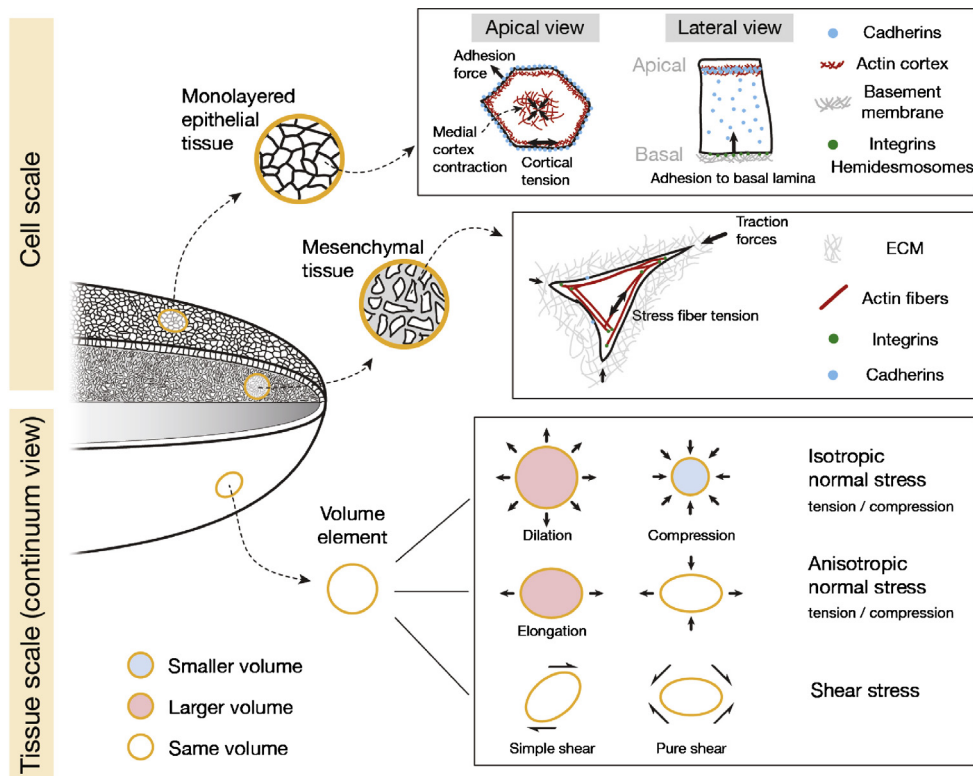 Cell scale
Tissue scale (continuum view)
Monolayered
epithelial
tissue
Mesenchymal
tissue
Apical view
Lateral view
Adhesion
force
Medial
cortex
contraction
Cortical
tension
Apical
Basal
Adhesion to basal lamina
Cadherins
Actin cortex
Basement
membrane
Integrins
Hemidesmosomes
Traction
forces
Stress fiber tension
ECM
Actin fibers
Integrins
Cadherins
Volume
element
Smaller volume
Larger volume
Same volume
Dilation
Compression
Isotropic
normal stress
tension / compression
Elongation
Anisotropic
normal stress
tension / compression
Simple shear
Pure shear
Shear stress